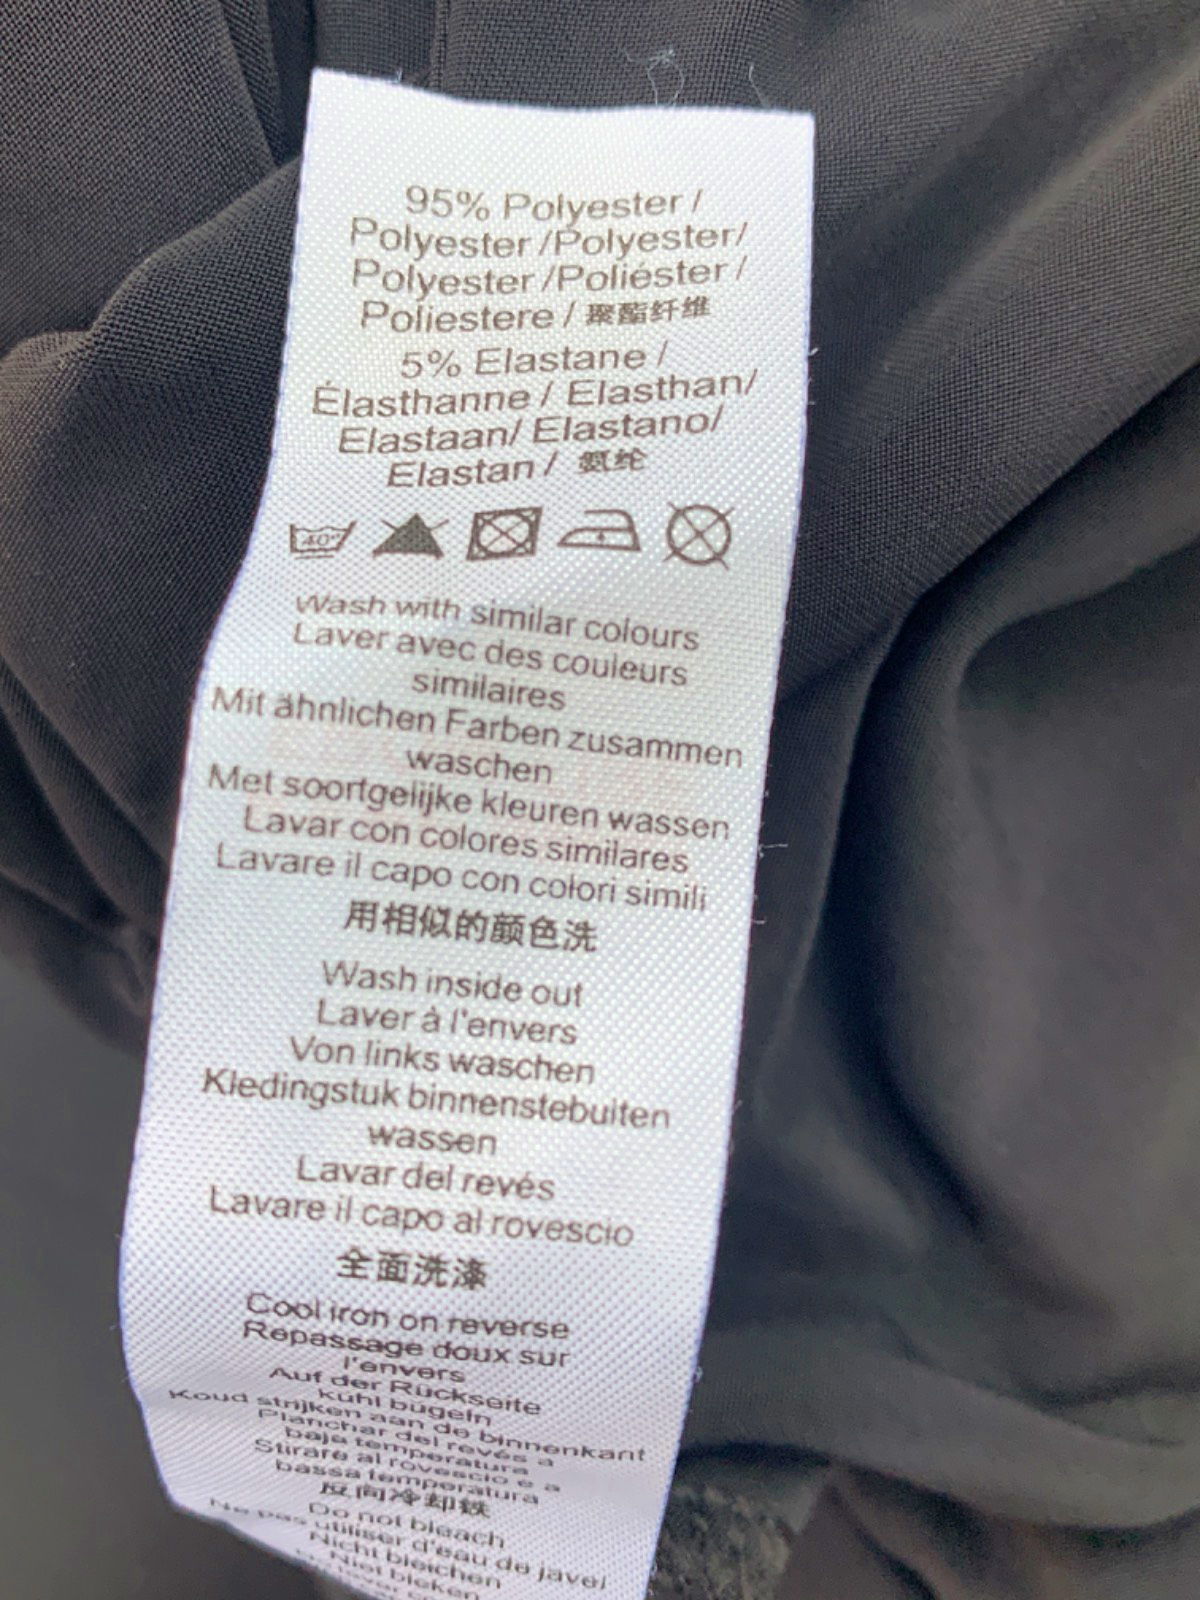 95% Polyester /
Polyester /Polyester/
Polyester /Poliéster /
Poliestere / 聚酯纤维
5% Elastane /
Élasthanne / Elasthan/
Elastaan/ Elastano/
Elastan / 氨纶
40°
Wash with similar colours
Laver avec des couleurs
similaires
Mit ähnlichen Farben zusammen
waschen
Met soortgelijke kleuren wassen
Lavar con colores similares
Lavare il capo con colori simili
用相似的颜色洗
Wash inside out
Laver à l'envers
Von links waschen
Kledingstuk binnenstebuiten
wassen
Lavar del revés
Lavare il capo al rovescio
全面洗涤
Cool iron on reverse
Repassage doux sur
l'envers
Auf der Rückseite
kühl bügeln
Koud strijken aan de binnenkant
Planchar del revés a
baja temperatura
Stirare al rovescio e a
bassa temperatura
反向冷却铁
Do not bleach
Ne pas utiliser d'eau de javel
Nicht bleichen
Niet bleken